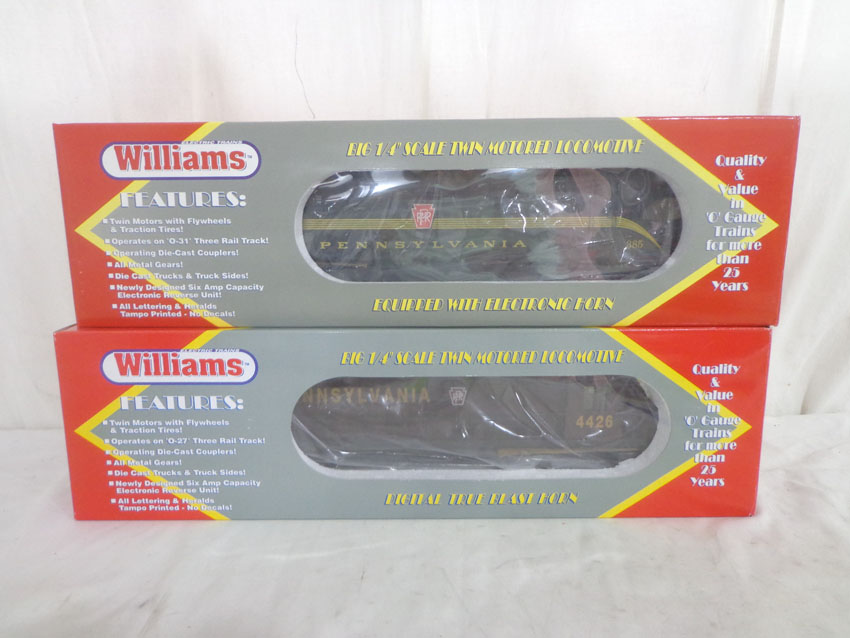 ELECTRIC TRAINS
Williams™
BIG 1/4" SCALE TWIN MOTORED LOCOMOTIVE
FEATURES:
■ Twin Motors with Flywheels
& Traction Tires!
■ Operates on 'O-31' Three Rail Track!
■ Operating Die-Cast Couplers!
■ All Metal Gears!
■ Die Cast Trucks & Truck Sides!
■ Newly Designed Six Amp Capacity
Electronic Reverse Unit!
■ All Lettering & Heralds
Tampo Printed - No Decals!
PRR
PENNSYLVANIA
685
EQUIPPED WITH ELECTRONIC HORN
Quality
&
Value
in
'O' Gauge
Trains
for more
than
25
Years
ELECTRIC TRAINS
Williams™
BIG 1/4" SCALE TWIN MOTORED LOCOMOTIVE
FEATURES:
■ Twin Motors with Flywheels
& Traction Tires!
■ Operates on 'O-27' Three Rail Track!
■ Operating Die-Cast Couplers!
■ All Metal Gears!
■ Die Cast Trucks & Truck Sides!
■ Newly Designed Six Amp Capacity
Electronic Reverse Unit!
■ All Lettering & Heralds
Tampo Printed - No Decals!
NNSYLVANIA
4426
DIGITAL TRUE BLAST HORN
Quality
&
Value
in
'O' Gauge
Trains
for more
than
25
Years